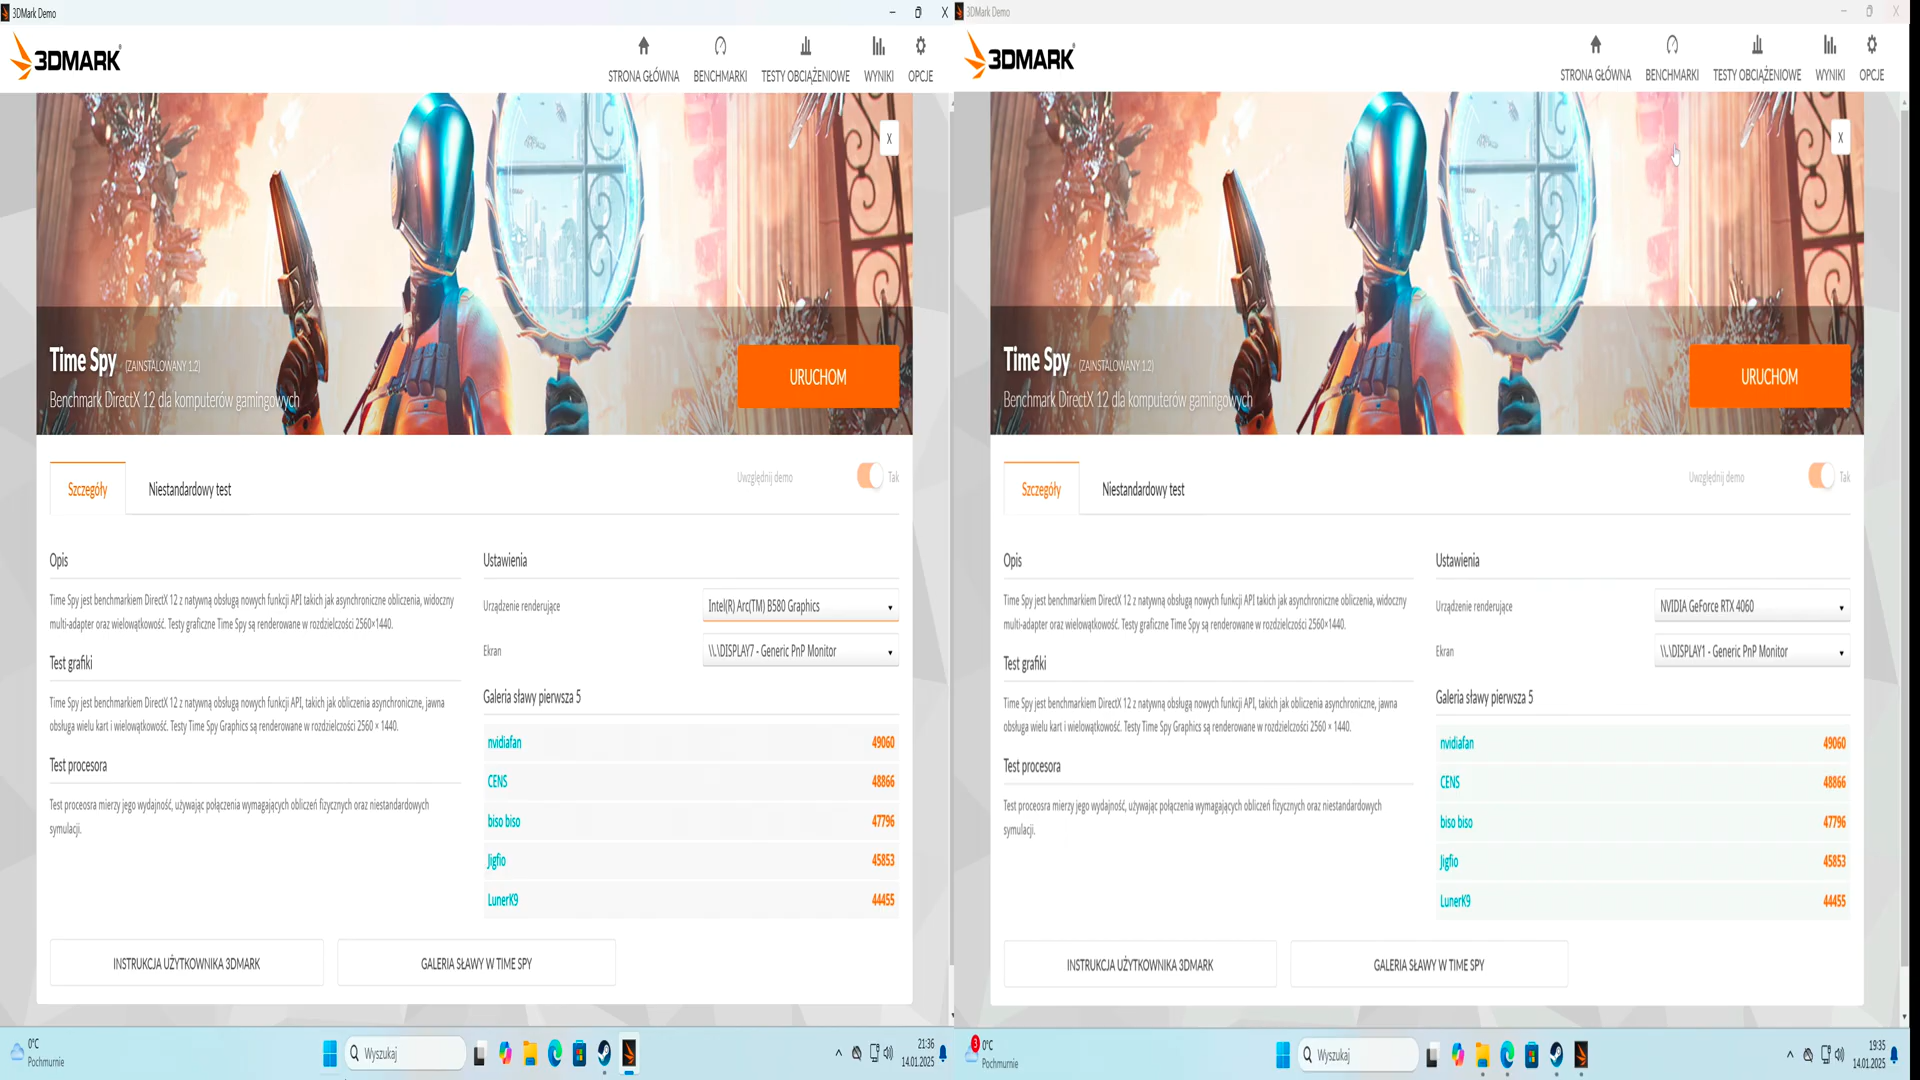 3DMark Demo
3DMARK
STRONA GŁÓWNA
BENCHMARKI
TESTY OBCIĄŻENIOWE
WYNIKI
OPCJE
X
Time Spy (ZAINSTALOWANY 1.2)
Benchmark DirectX 12 dla komputerów gamingowych
URUCHOM
Szczegóły
Niestandardowy test
Uwzględnij demo
Tak
Opis
Time Spy jest benchmarkiem DirectX 12 z natywną obsługą nowych funkcji API takich jak asynchroniczne obliczenia, widoczny
multi-adapter oraz wielowątkowość. Testy graficzne Time Spy są renderowane w rozdzielczości 2560×1440.
Test grafiki
Time Spy jest benchmarkiem DirectX 12 z natywną obsługą nowych funkcji API, takich jak obliczenia asynchroniczne, jawna
obsługa wielu kart i wielowątkowość. Testy Time Spy Graphics są renderowane w rozdzielczości 2560 × 1440.
Test procesora
Test proceosra mierzy jego wydajność, używając połączenia wymagających obliczeń fizycznych oraz niestandardowych
symulacji.
Ustawienia
Urządzenie renderujące
Intel(R) Arc(TM) B580 Graphics
Ekran
\\.\DISPLAY7 - Generic PnP Monitor
Galeria sławy pierwsza 5
nvidiafan 49060
CENS 48866
biso biso 47796
Jigfio 45853
LunerK9 44455
INSTRUKCJA UŻYTKOWNIKA 3DMARK
GALERIA SŁAWY W TIME SPY
0°C
Pochmurnie
Wyszukaj
21:36
14.01.2025
3DMark Demo
3DMARK
STRONA GŁÓWNA
BENCHMARKI
TESTY OBCIĄŻENIOWE
WYNIKI
OPCJE
X
Time Spy (ZAINSTALOWANY 1.2)
Benchmark DirectX 12 dla komputerów gamingowych
URUCHOM
Szczegóły
Niestandardowy test
Uwzględnij demo
Tak
Opis
Time Spy jest benchmarkiem DirectX 12 z natywną obsługą nowych funkcji API takich jak asynchroniczne obliczenia, widoczny
multi-adapter oraz wielowątkowość. Testy graficzne Time Spy są renderowane w rozdzielczości 2560×1440.
Test grafiki
Time Spy jest benchmarkiem DirectX 12 z natywną obsługą nowych funkcji API, takich jak obliczenia asynchroniczne, jawna
obsługa wielu kart i wielowątkowość. Testy Time Spy Graphics są renderowane w rozdzielczości 2560 × 1440.
Test procesora
Test proceosra mierzy jego wydajność, używając połączenia wymagających obliczeń fizycznych oraz niestandardowych
symulacji.
Ustawienia
Urządzenie renderujące
NVIDIA GeForce RTX 4060
Ekran
\\.\DISPLAY1 - Generic PnP Monitor
Galeria sławy pierwsza 5
nvidiafan 49060
CENS 48866
biso biso 47796
Jigfio 45853
LunerK9 44455
INSTRUKCJA UŻYTKOWNIKA 3DMARK
GALERIA SŁAWY W TIME SPY
3
0°C
Pochmurnie
Wyszukaj
19:35
14.01.2025